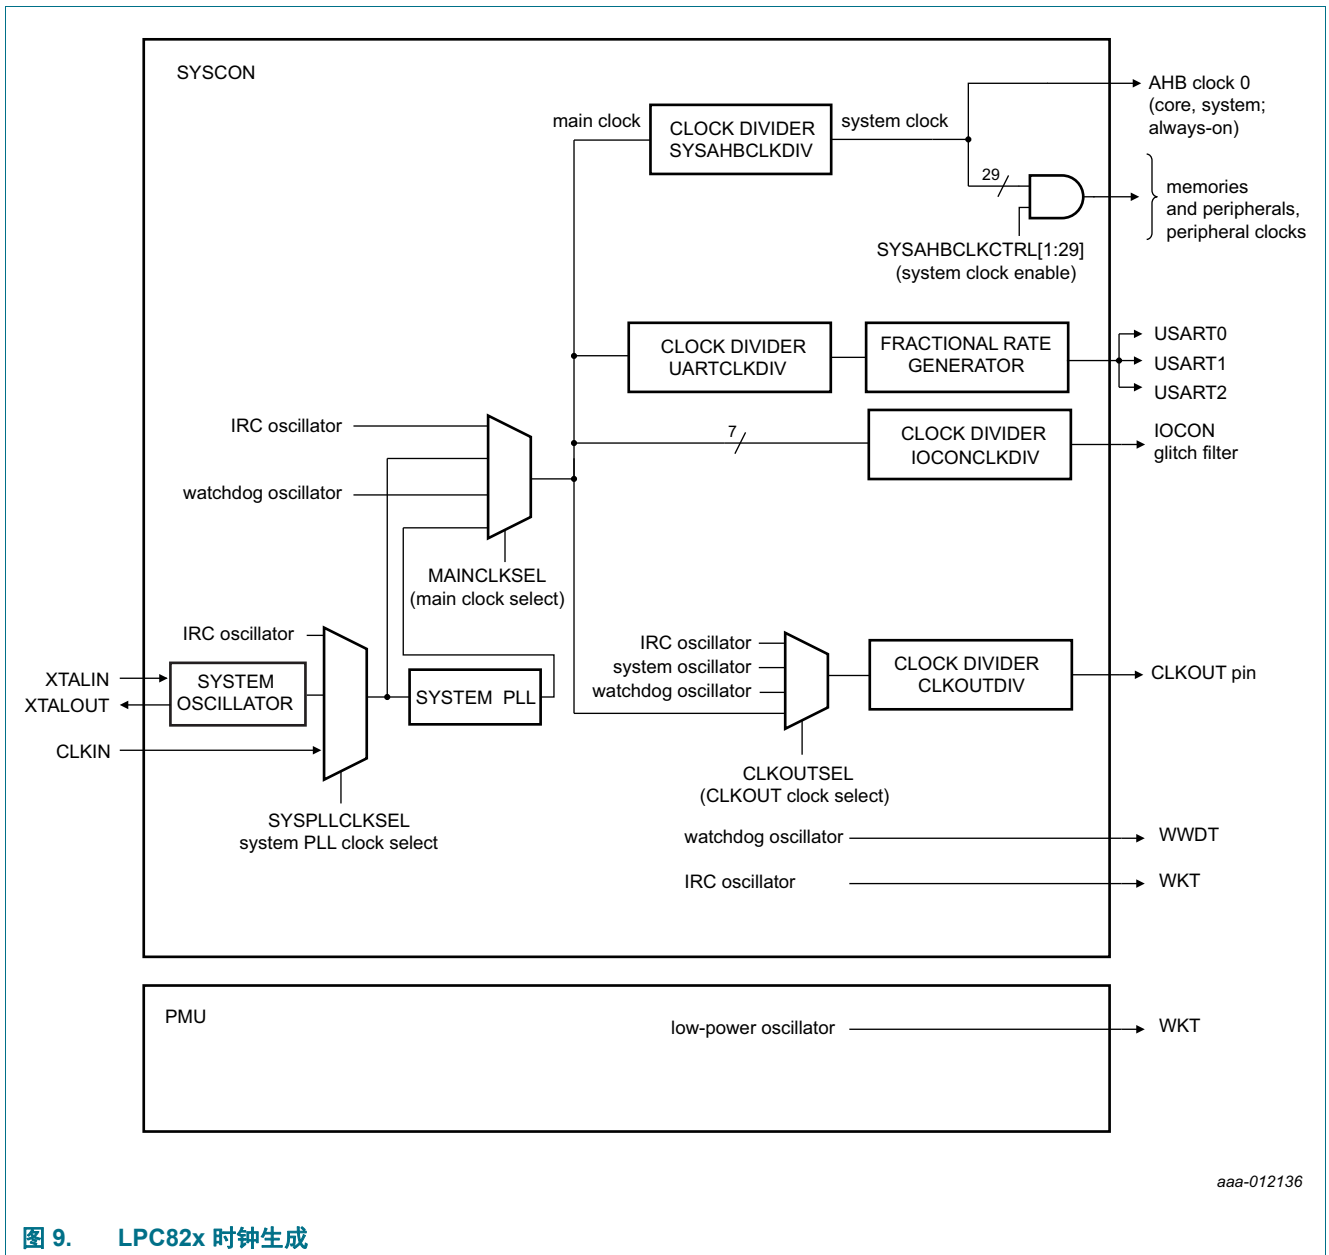 SYSCON
AHB clock 0
(core, system;
always-on)
main clock
CLOCK DIVIDER
SYSAHBCLKDIV
system clock
29
memories
and peripherals,
peripheral clocks
SYSAHBCLKCTRL[1:29]
(system clock enable)
CLOCK DIVIDER
UARTCLKDIV
FRACTIONAL RATE
GENERATOR
USART0
USART1
USART2
IRC oscillator
7
CLOCK DIVIDER
IOCONCLKDIV
IOCON
glitch filter
watchdog oscillator
MAINCLKSEL
(main clock select)
IRC oscillator
XTALIN
XTALOUT
SYSTEM
OSCILLATOR
SYSTEM PLL
CLKIN
SYSPLLCLKSEL
system PLL clock select
IRC oscillator
system oscillator
watchdog oscillator
CLOCK DIVIDER
CLKOUTDIV
CLKOUT pin
CLKOUTSEL
(CLKOUT clock select)
watchdog oscillator
WWDT
IRC oscillator
WKT
PMU
low-power oscillator
WKT
aaa-012136
图 9. LPC82x 时钟生成